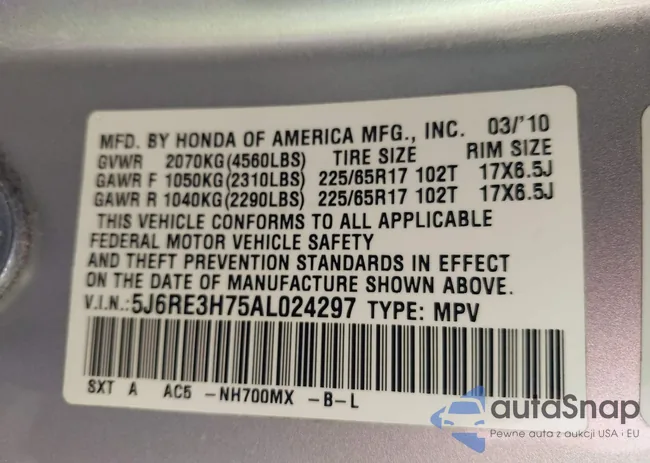 MFD. BY HONDA OF AMERICA MFG., INC. 03/'10
GVWR 2070KG(4560LBS) TIRE SIZE RIM SIZE
GAWR F 1050KG(2310LBS) 225/65R17 102T 17X6.5J
GAWR R 1040KG(2290LBS) 225/65R17 102T 17X6.5J
THIS VEHICLE CONFORMS TO ALL APPLICABLE
FEDERAL MOTOR VEHICLE SAFETY
AND THEFT PREVENTION STANDARDS IN EFFECT
ON THE DATE OF MANUFACTURE SHOWN ABOVE.
V.I.N.: 5J6RE3H75AL024297 TYPE: MPV
SXT A AC5 -NH700MX -B-L
autaSnap
Pewne auta z aukcji USA i EU